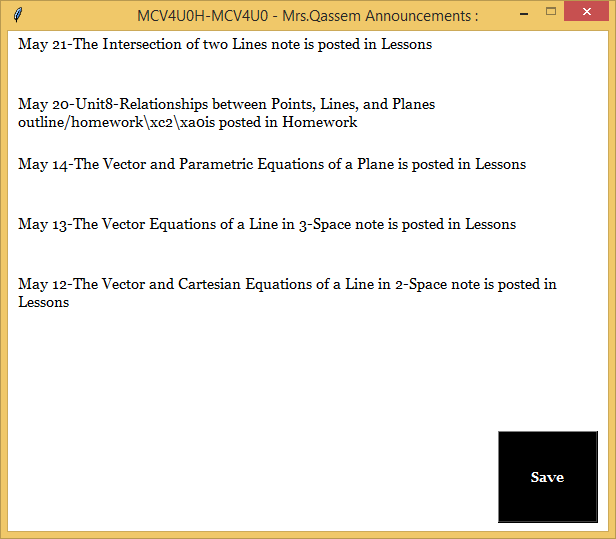 MCV4U0H-MCV4U0 - Mrs.Qassem Announcements :
May 21-The Intersection of two Lines note is posted in Lessons
May 20-Unit8-Relationships between Points, Lines, and Planes
outline/homework\xc2\xa0is posted in Homework
May 14-The Vector and Parametric Equations of a Plane is posted in Lessons
May 13-The Vector Equations of a Line in 3-Space note is posted in Lessons
May 12-The Vector and Cartesian Equations of a Line in 2-Space note is posted in
Lessons
Save